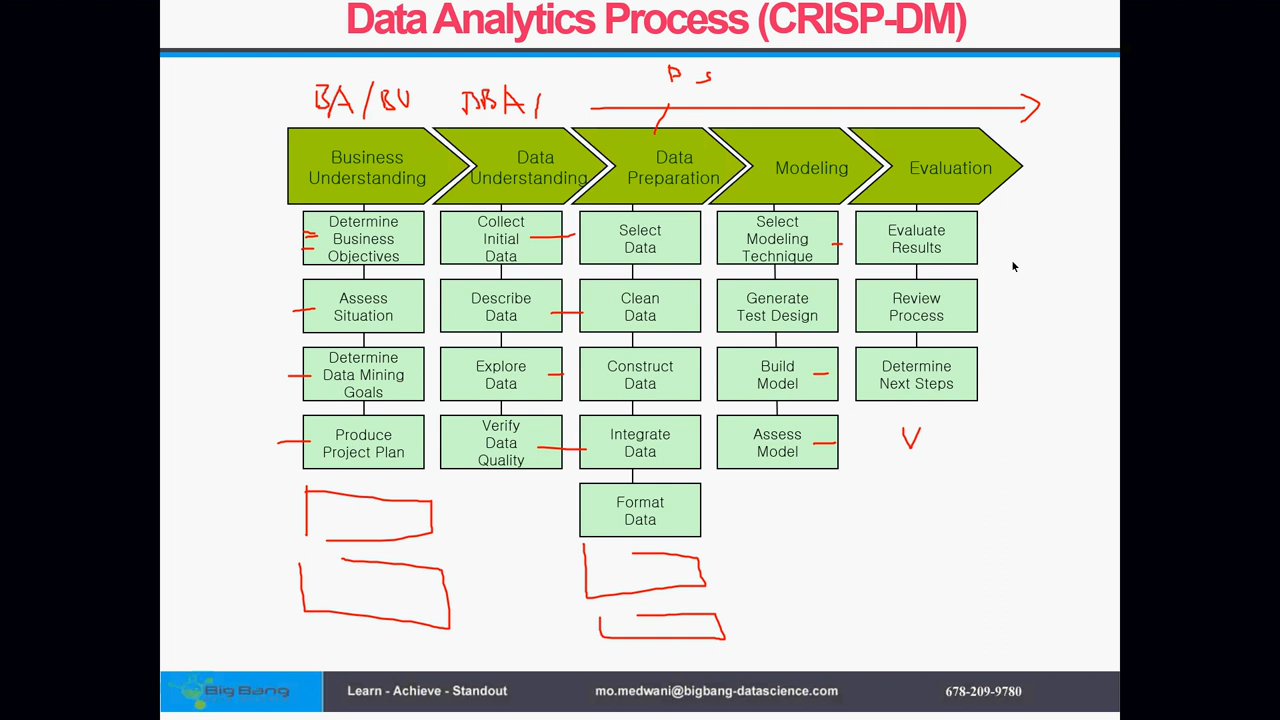 Data Analytics Process (CRISP-DM)
BA/BU
DBA/
DS
Business
Understanding
Data
Understanding
Data
Preparation
Modeling
Evaluation
Determine
Business
Objectives
Assess
Situation
Determine
Data Mining
Goals
Produce
Project Plan
Collect
Initial
Data
Describe
Data
Explore
Data
Verify
Data
Quality
Select
Data
Clean
Data
Construct
Data
Integrate
Data
Format
Data
Select
Modeling
Technique
Generate
Test Design
Build
Model
Assess
Model
Evaluate
Results
Review
Process
Determine
Next Steps
V
Big Bang
Learn - Achieve - Standout
mo.medwani@bigbang-datascience.com
678-209-9780